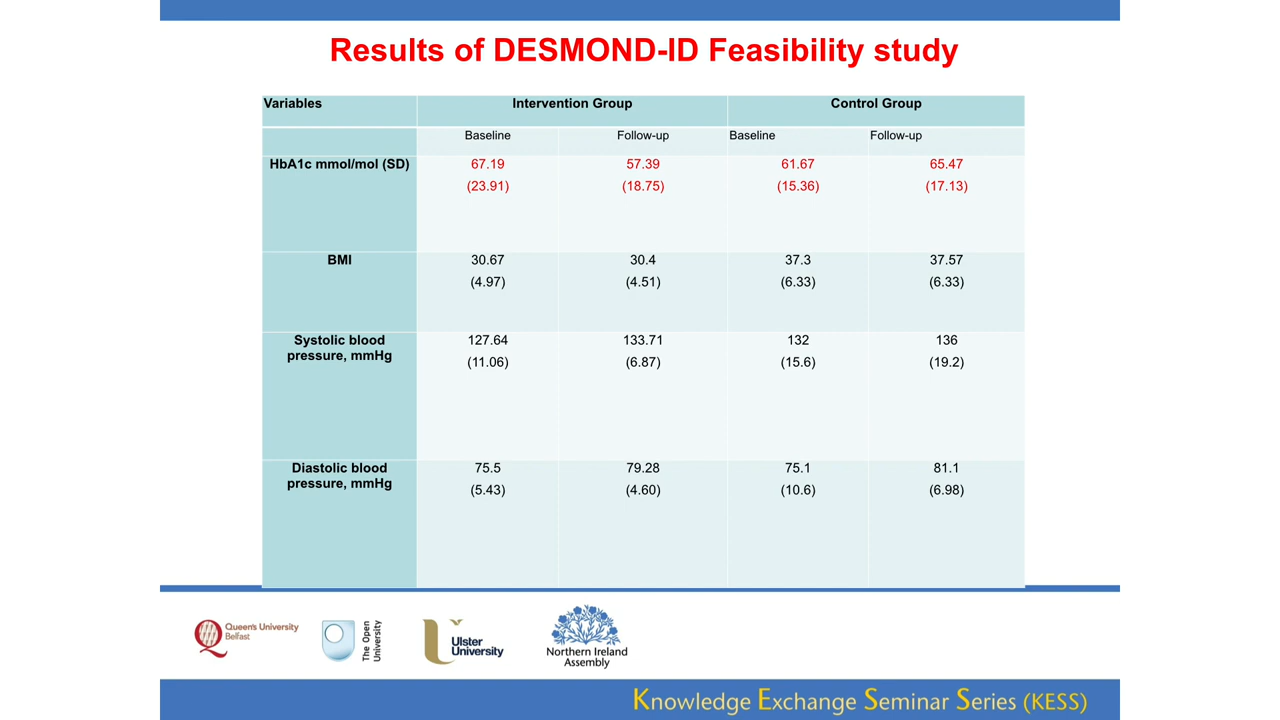 Results of DESMOND-ID Feasibility study
Variables Intervention Group Control Group
Baseline Follow-up Baseline Follow-up
HbA1c mmol/mol (SD) 67.19 57.39 61.67 65.47
(23.91) (18.75) (15.36) (17.13)
BMI 30.67 30.4 37.3 37.57
(4.97) (4.51) (6.33) (6.33)
Systolic blood 127.64 133.71 132 136
pressure, mmHg (11.06) (6.87) (15.6) (19.2)
Diastolic blood 75.5 79.28 75.1 81.1
pressure, mmHg (5.43) (4.60) (10.6) (6.98)
Queen's University
Belfast
The Open
University
Ulster
University
Northern Ireland
Assembly
Knowledge Exchange Seminar Series (KESS)